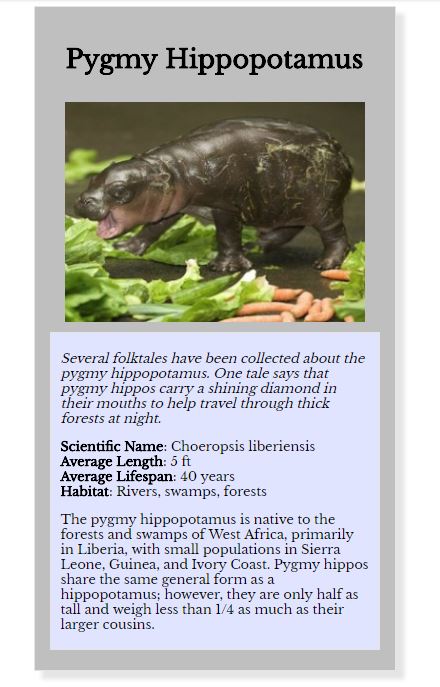 Pygmy Hippopotamus
Several folktales have been collected about the
pygmy hippopotamus. One tale says that
pygmy hippos carry a shining diamond in
their mouths to help travel through thick
forests at night.
Scientific Name: Choeropsis liberiensis
Average Length: 5 ft
Average Lifespan: 40 years
Habitat: Rivers, swamps, forests
The pygmy hippopotamus is native to the
forests and swamps of West Africa, primarily
in Liberia, with small populations in Sierra
Leone, Guinea, and Ivory Coast. Pygmy hippos
share the same general form as a
hippopotamus; however, they are only half as
tall and weigh less than 1/4 as much as their
larger cousins.